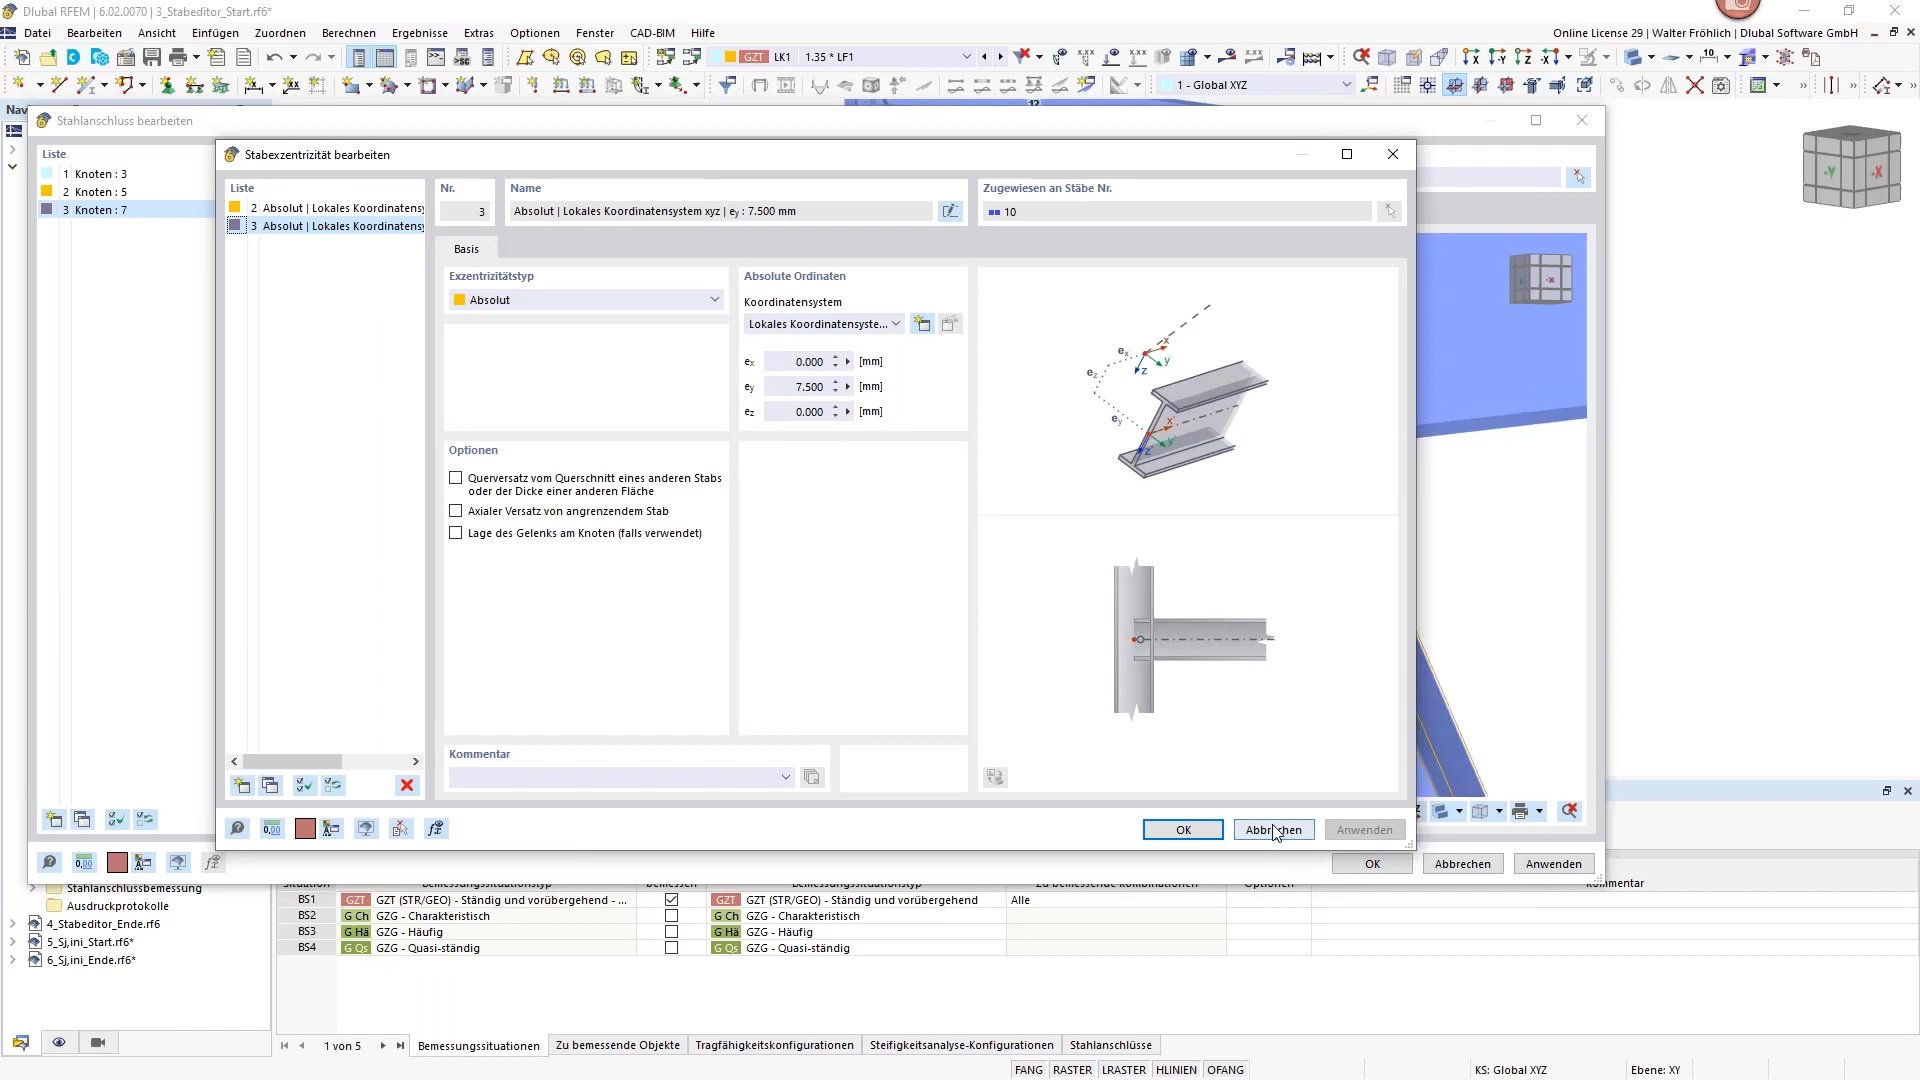 Dlubal RFEM | 6.02.0070 | 3_Stabeditor_Start.rf6*
Datei Bearbeiten Ansicht Einfügen Zuordnen Berechnen Ergebnisse Extras Optionen Fenster CAD-BIM Hilfe
Online License 29 | Walter Fröhlich | Dlubal Software GmbH
GZT LK1 1.35 * LF1
1 - Global XYZ
12
Nav
Stahlanschluss bearbeiten
Liste
1 Knoten : 3
2 Knoten : 5
3 Knoten : 7
Stabexzentrizität bearbeiten
Liste
2 Absolut | Lokales Koordinatensy
3 Absolut | Lokales Koordinatensy
Nr.
3
Name
Absolut | Lokales Koordinatensystem xyz | ey : 7.500 mm
Zugewiesen an Stäbe Nr.
10
Basis
Exzentrizitätstyp
Absolut
Absolute Ordinaten
Koordinatensystem
Lokales Koordinatensyste...
ex 0.000 [mm]
ey 7.500 [mm]
ez 0.000 [mm]
Optionen
Querversatz vom Querschnitt eines anderen Stabs
oder der Dicke einer anderen Fläche
Axialer Versatz von angrenzendem Stab
Lage des Gelenks am Knoten (falls verwendet)
Kommentar
ex
ez
ey
x
y
z
x
y
z
-Y
-X
OK Abbrechen Anwenden
OK Abbrechen Anwenden
Stahlanschlussbemessung
Ausdruckprotokolle
4_Stabeditor_Ende.rf6
5_Sj,ini_Start.rf6*
6_Sj,ini_Ende.rf6*
Kommentar
BS1 GZT GZT (STR/GEO) - Ständig und vorübergehend - ... GZT GZT (STR/GEO) - Ständig und vorübergehend Alle
BS2 G Ch GZG - Charakteristisch G Ch GZG - Charakteristisch
BS3 G Hä GZG - Häufig G Hä GZG - Häufig
BS4 G Qs GZG - Quasi-ständig G Qs GZG - Quasi-ständig
1 von 5 Bemessungssituationen Zu bemessende Objekte Tragfähigkeitskonfigurationen Steifigkeitsanalyse-Konfigurationen Stahlanschlüsse
FANG RASTER LRASTER HLINIEN OFANG KS: Global XYZ Ebene: XY